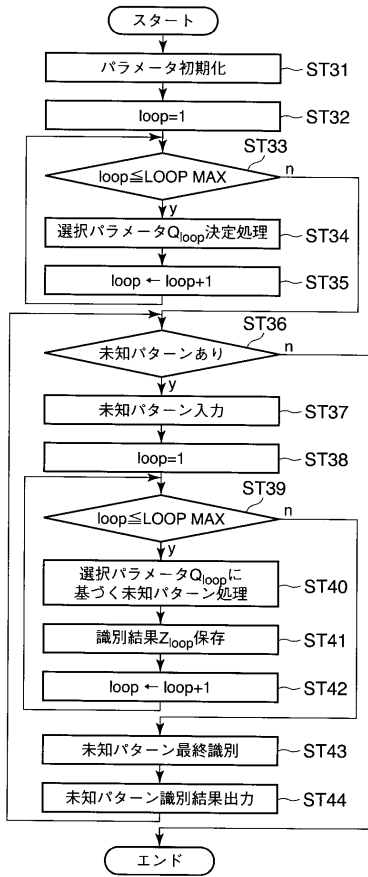 スタート
パラメータ初期化 ST31
loop=1 ST32
ST33
loop≦LOOP MAX n
y
選択パラメータQloop決定処理 ST34
loop ← loop+1 ST35
ST36
未知パターンあり n
y
未知パターン入力 ST37
loop=1 ST38
ST39
loop≦LOOP MAX n
y
選択パラメータQloopに
基づく未知パターン処理 ST40
識別結果Zloop保存 ST41
loop ← loop+1 ST42
未知パターン最終識別 ST43
未知パターン識別結果出力 ST44
エンド